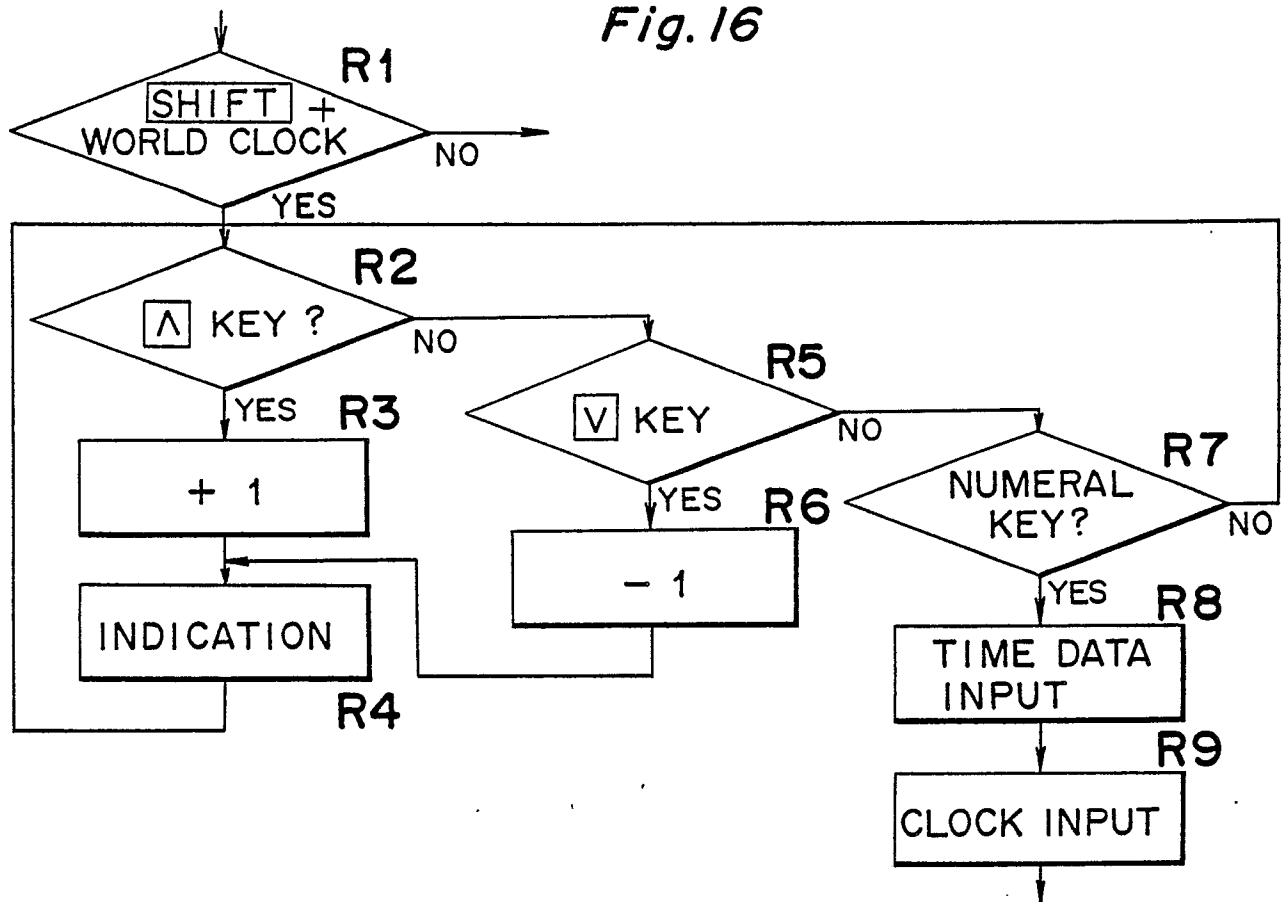 Fig. 16
R1
SHIFT +
WORLD CLOCK
NO
YES
R2
Λ KEY ?
NO
YES
R3
+ 1
INDICATION
R4
R5
V KEY
NO
YES
R6
- 1
R7
NUMERAL
KEY?
NO
YES
R8
TIME DATA
INPUT
R9
CLOCK INPUT